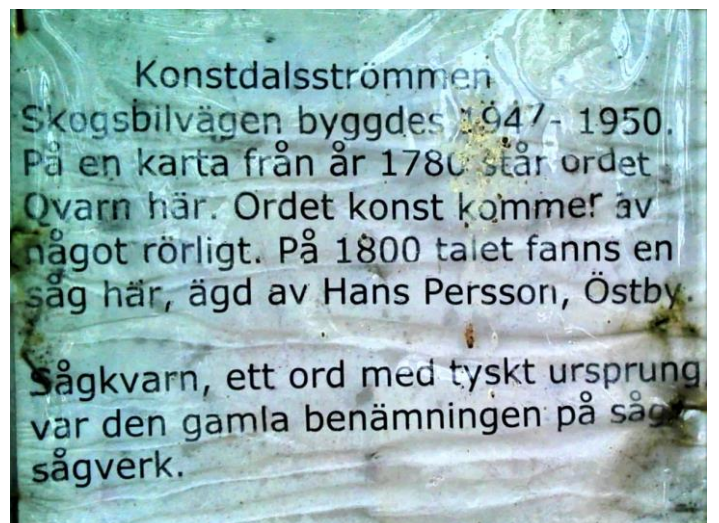 Konstdalsströmmen
Skogsbilvägen byggdes 1947- 1950.
På en karta från år 1780 står ordet
Qvarn här. Ordet konst kommer av
något rörligt. På 1800 talet fanns en
såg här, ägd av Hans Persson, Östby.
Sågkvarn, ett ord med tyskt ursprung,
var den gamla benämningen på såg,
sågverk.